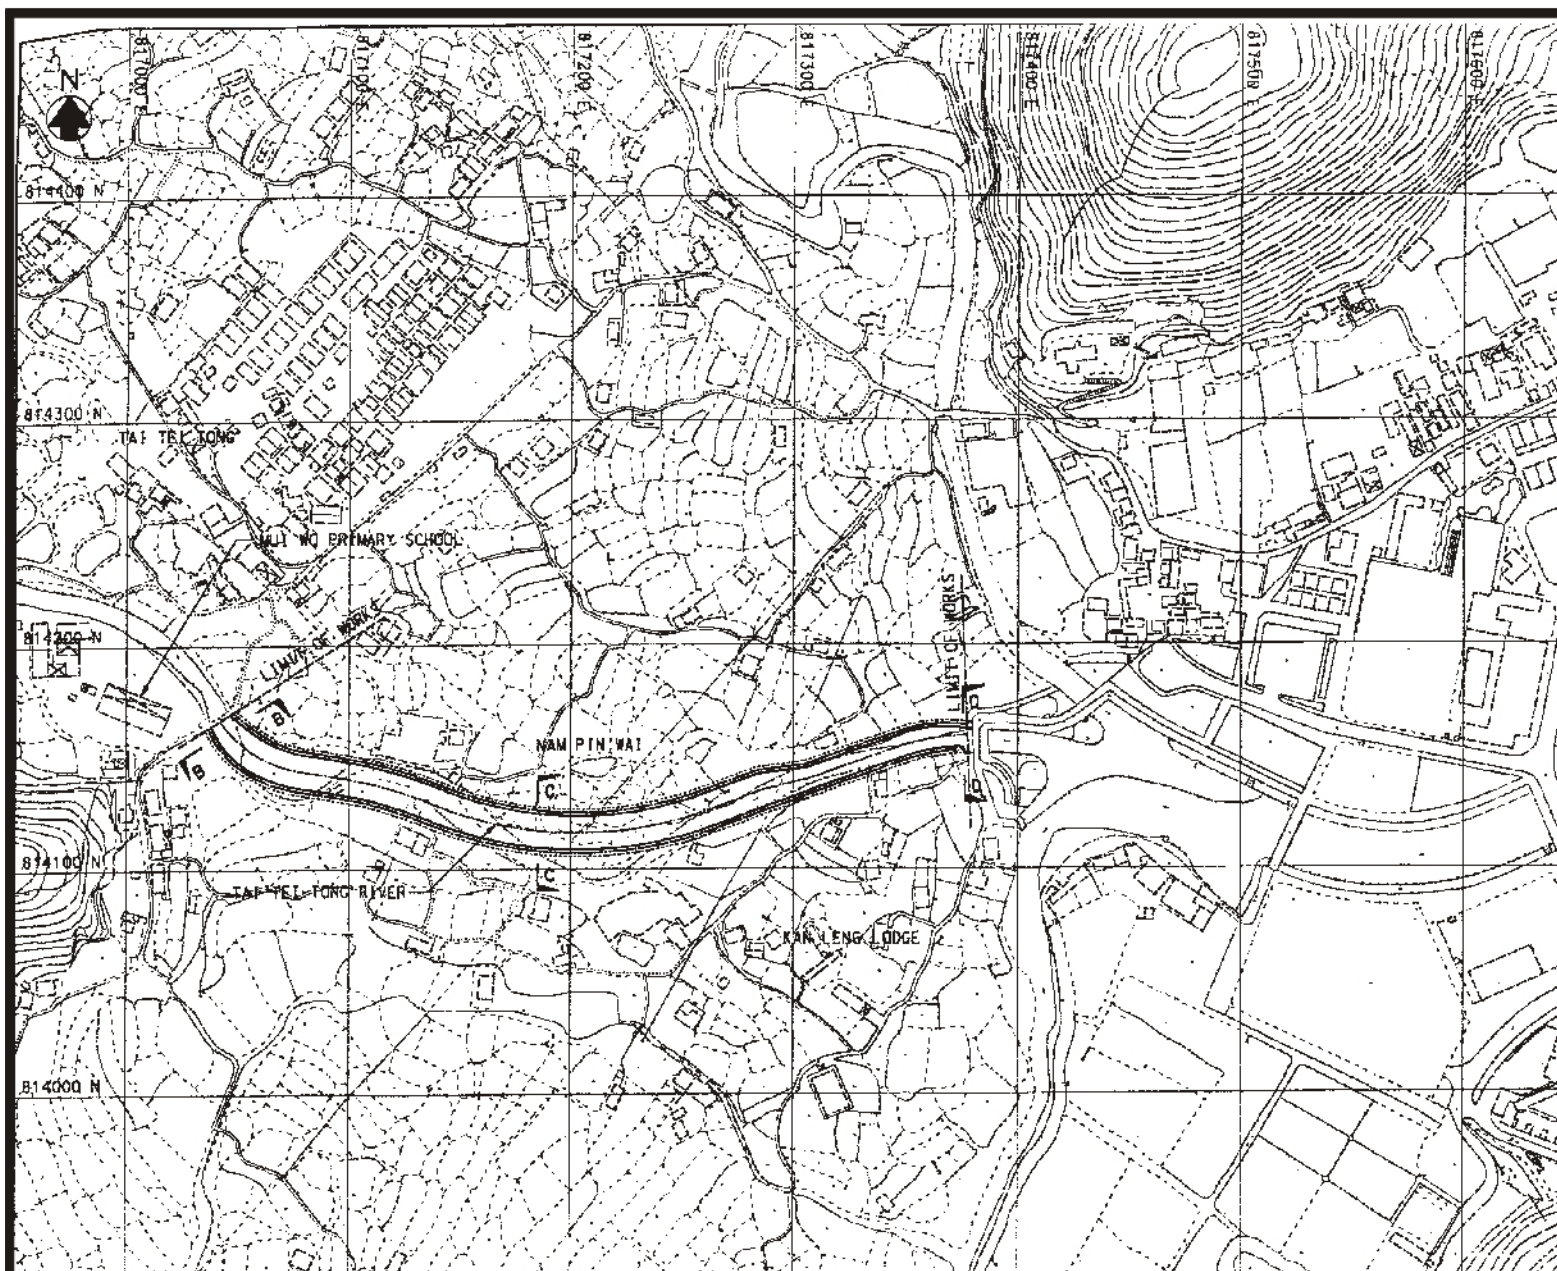 N
817000 E
817100 E
817200 E
817300 E
817400 E
817500 E
817600 E
814400 N
814300 N
TAI TEI TONG
MUI WO PRIMARY SCHOOL
LIMIT OF WORKS
LIMIT OF WORKS
814200 N
B
B
NAM PIN WAI
C
D
D
814100 N
C
TAI TEI TONG RIVER
KAN LENG LODGE
814000 N